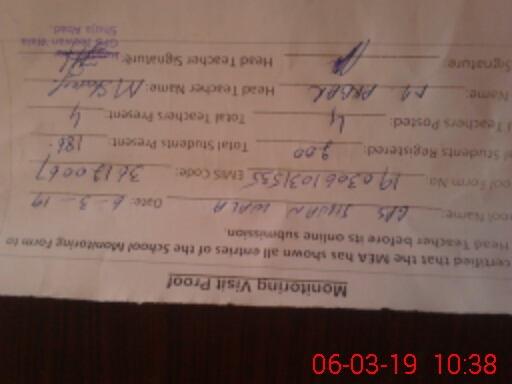 Monitoring Visit Proof
certified that the MEA has shown all entries of the School Monitoring Form to
Head Teacher before its online submission.
ool Name: GPS JIWAN WALA Date: 6-3-19
ool Form No: EMIS Code:
Students Registered: 200 Total Students Present: 186
Teachers Posted: 4 Total Teachers Present: 4
Name: Head Teacher Name:
Signature: Head Teacher Signature:
06-03-19 10:38